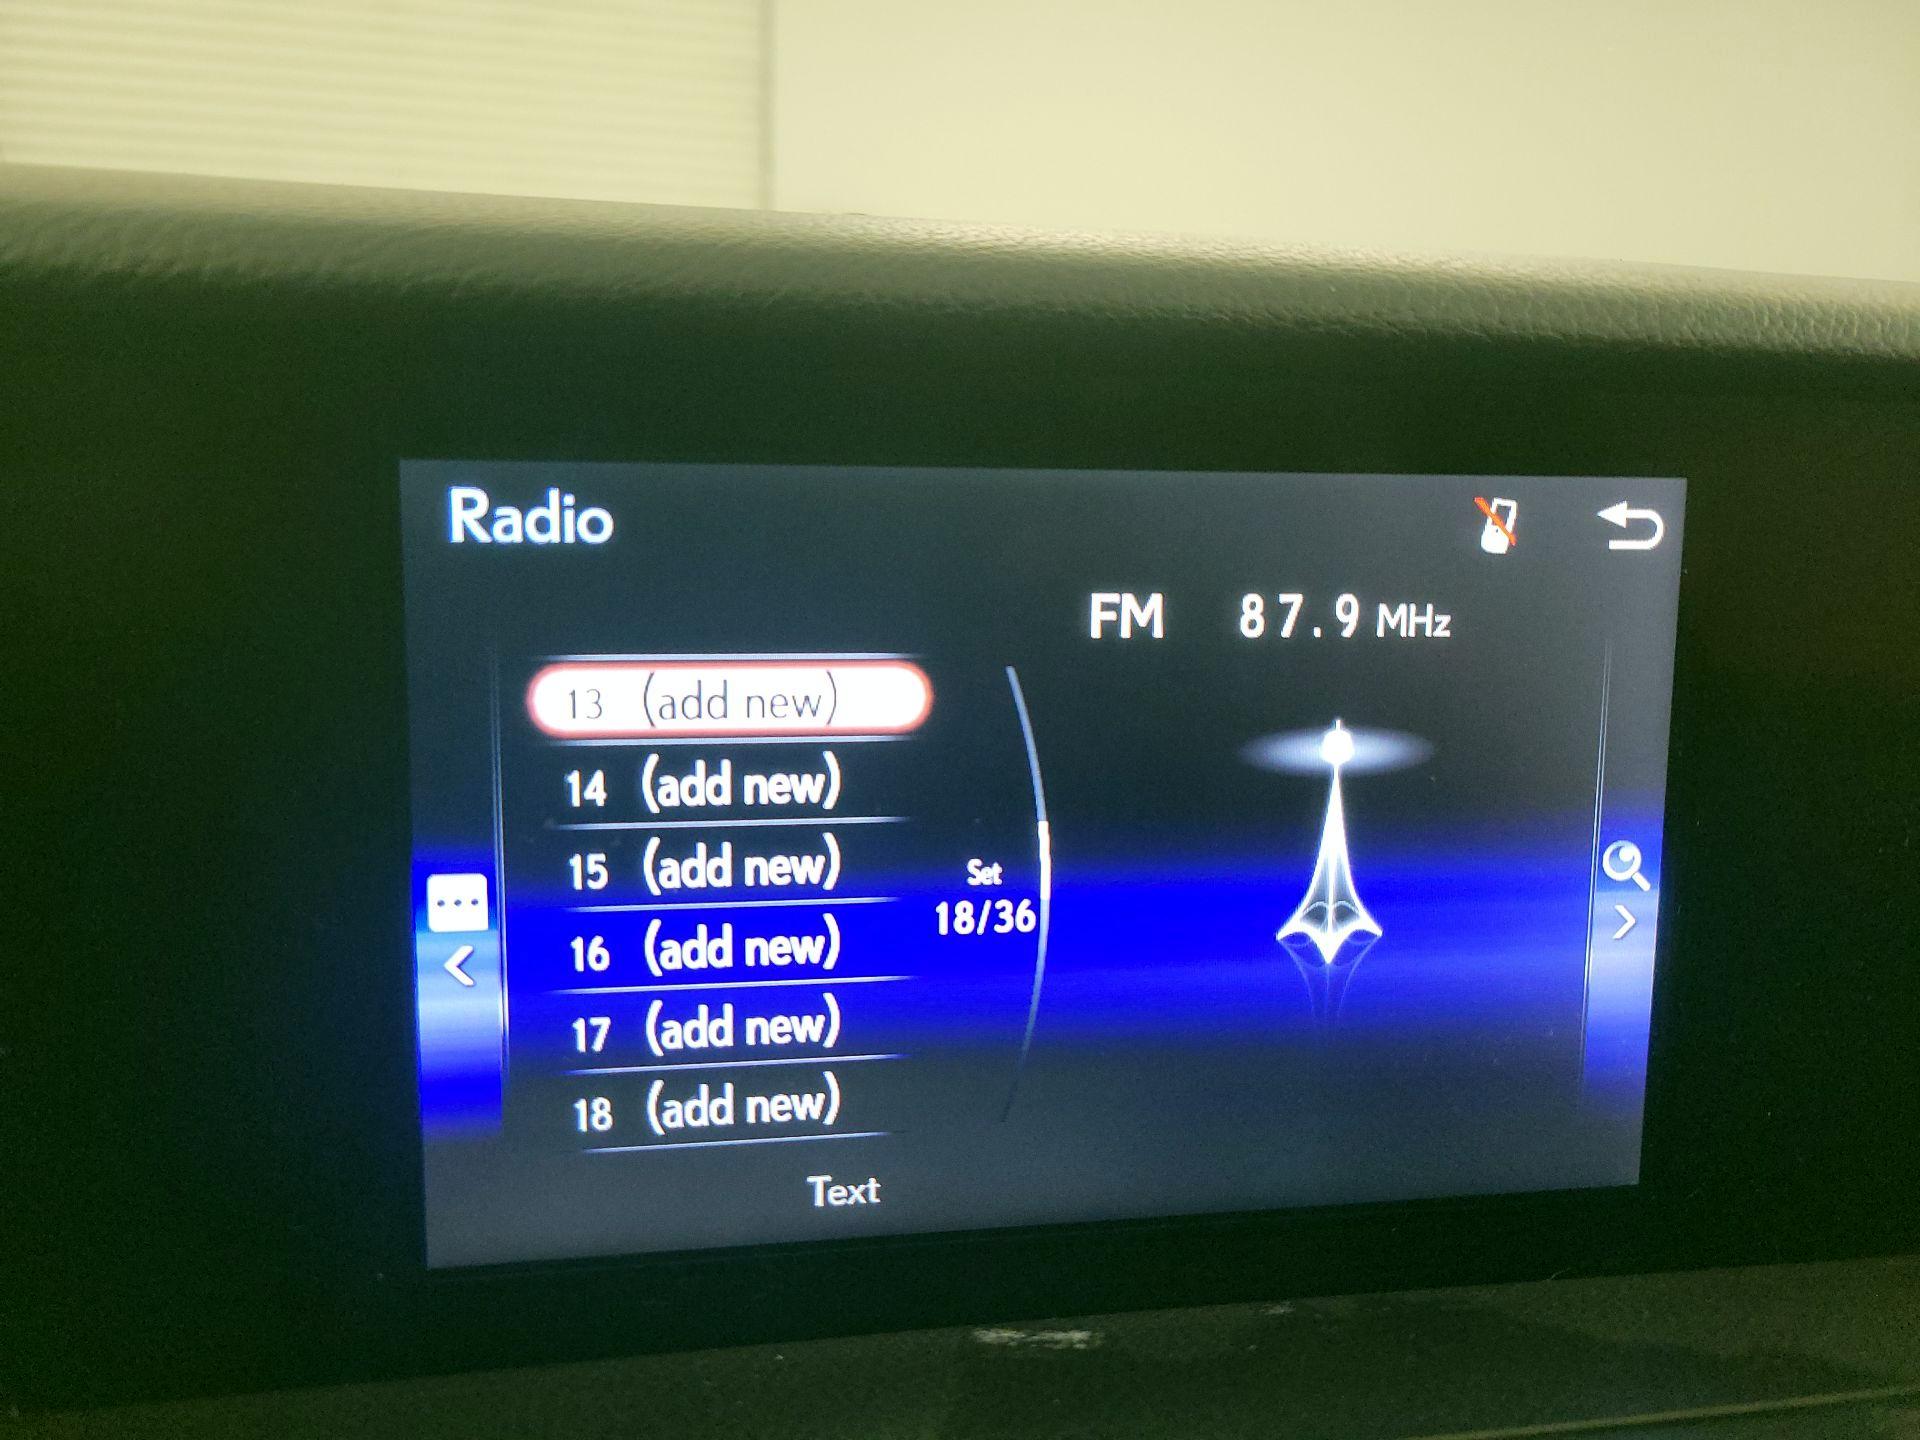 Radio
FM 87.9 MHz
13 (add new)
14 (add new)
15 (add new)
16 (add new)
17 (add new)
18 (add new)
Set
18/36
Text